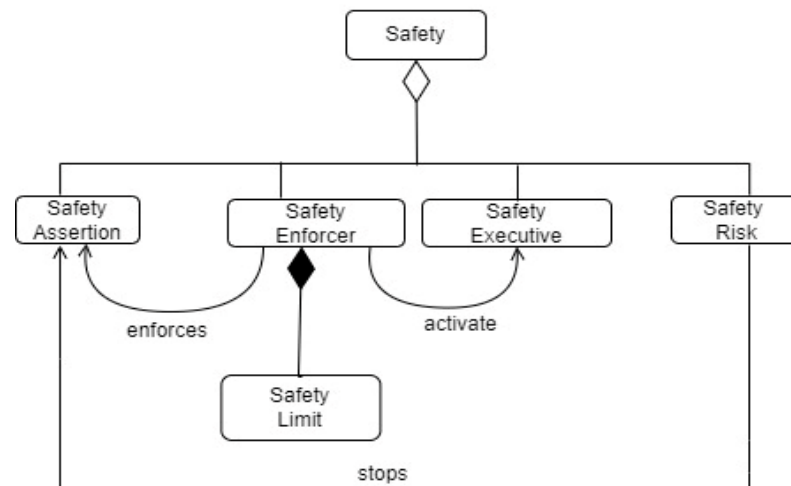 Safety
Safety
Assertion
Safety
Enforcer
Safety
Executive
Safety
Risk
enforces
activate
Safety
Limit
stops